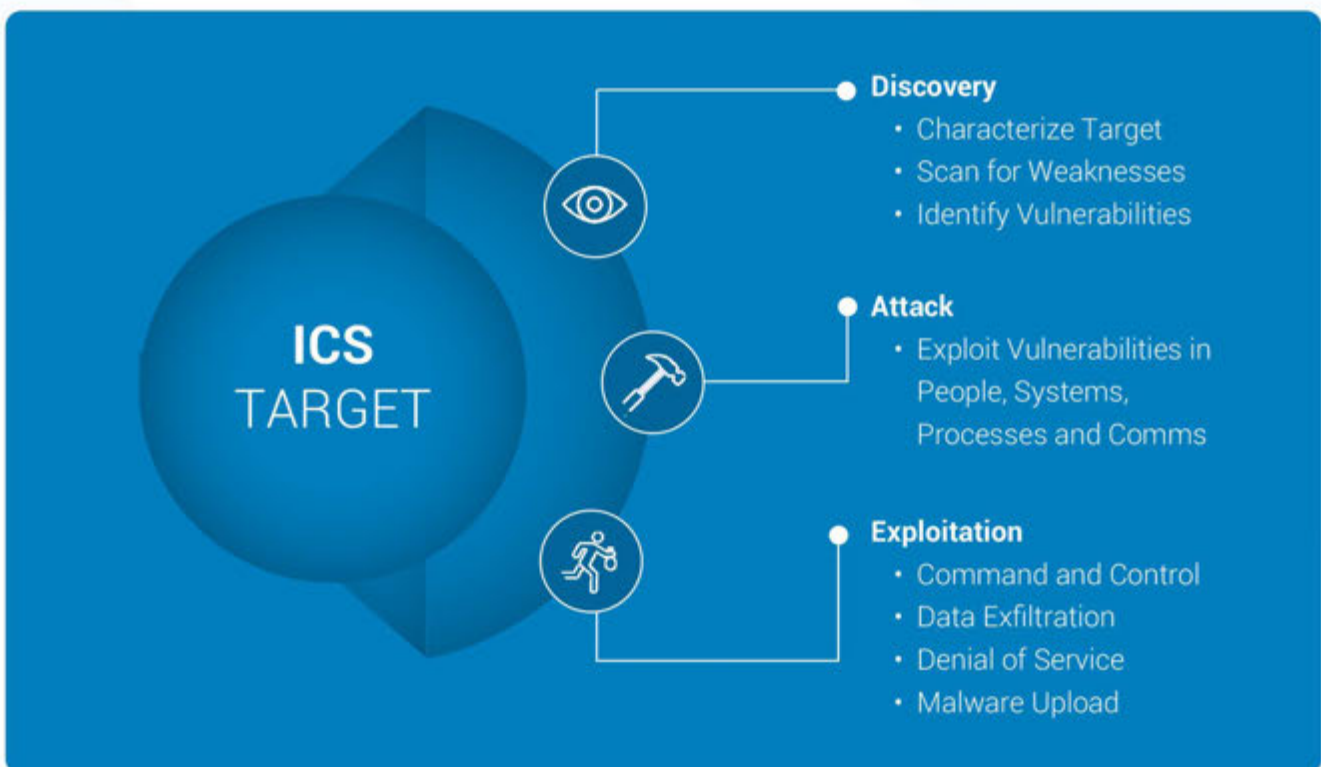 ICS
TARGET
Discovery
• Characterize Target
• Scan for Weaknesses
• Identify Vulnerabilities
Attack
• Exploit Vulnerabilities in
People, Systems,
Processes and Comms
Exploitation
• Command and Control
• Data Exfiltration
• Denial of Service
• Malware Upload